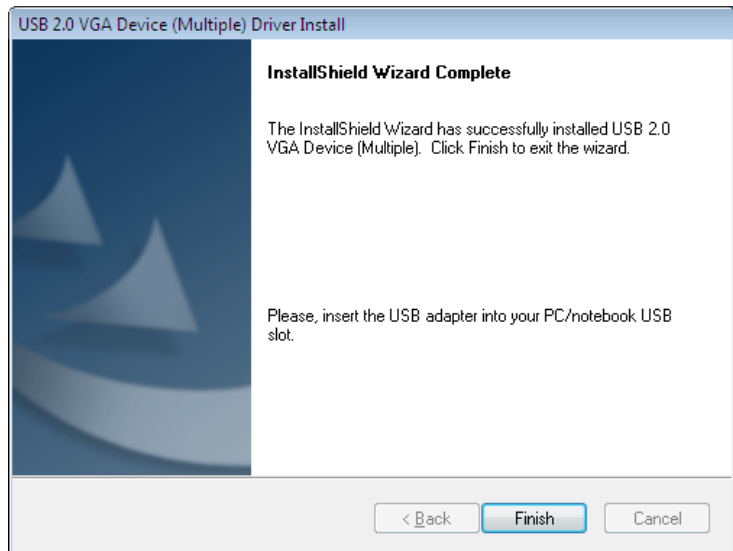 USB 2.0 VGA Device (Multiple) Driver Install
InstallShield Wizard Complete
The InstallShield Wizard has successfully installed USB 2.0
VGA Device (Multiple). Click Finish to exit the wizard.
Please, insert the USB adapter into your PC/notebook USB
slot.
< Back Finish Cancel